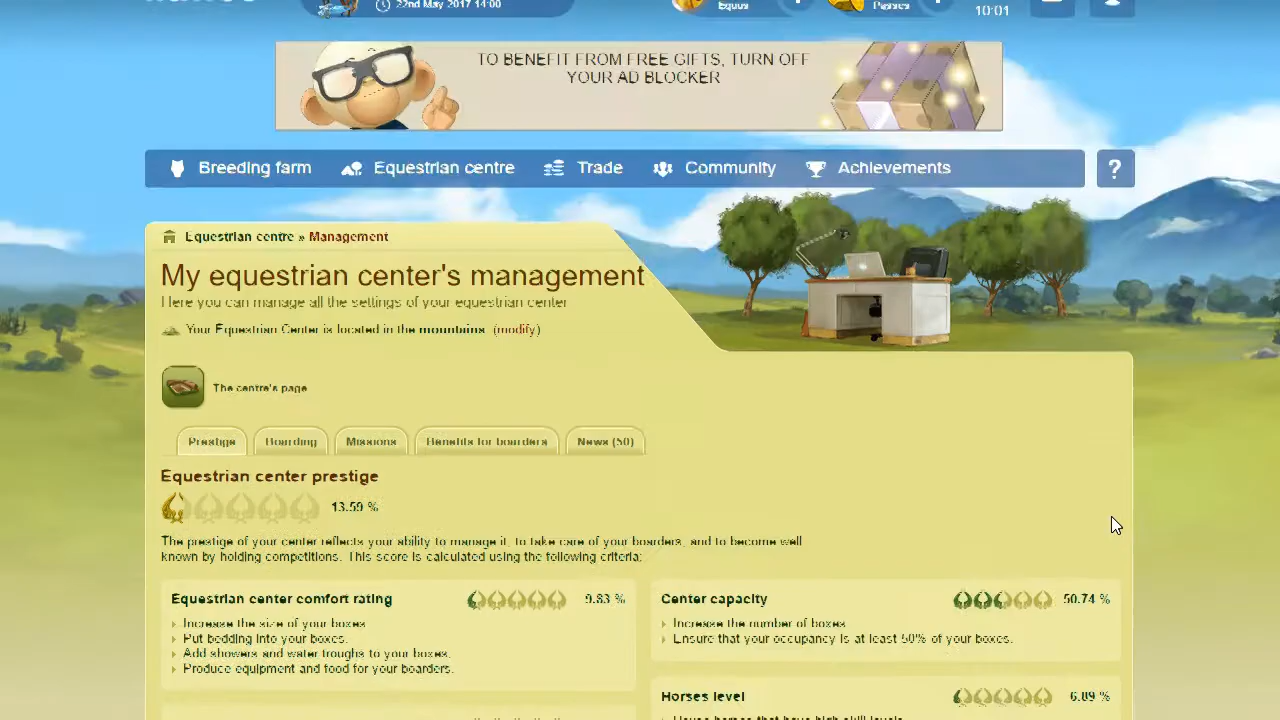 22nd May 2017 14:00
Equus
Passes
10:01
TO BENEFIT FROM FREE GIFTS, TURN OFF
YOUR AD BLOCKER
Breeding farm
Equestrian centre
Trade
Community
Achievements
?
Equestrian centre » Management
My equestrian center's management
Here you can manage all the settings of your equestrian center
Your Equestrian Center is located in the mountains (modify)
The centre's page
Prestige
Boarding
Missions
Benefits for boarders
News (50)
Equestrian center prestige
13.59 %
The prestige of your center reflects your ability to manage it, to take care of your boarders, and to become well
known by holding competitions. This score is calculated using the following criteria:
Equestrian center comfort rating 9.83 %
Increase the size of your boxes
Put bedding into your boxes.
Add showers and water troughs to your boxes.
Produce equipment and food for your boarders.
Center capacity 50.74 %
Increase the number of boxes
Ensure that your occupancy is at least 50% of your boxes.
Horses level 6.89 %
House horses that have high skill levels